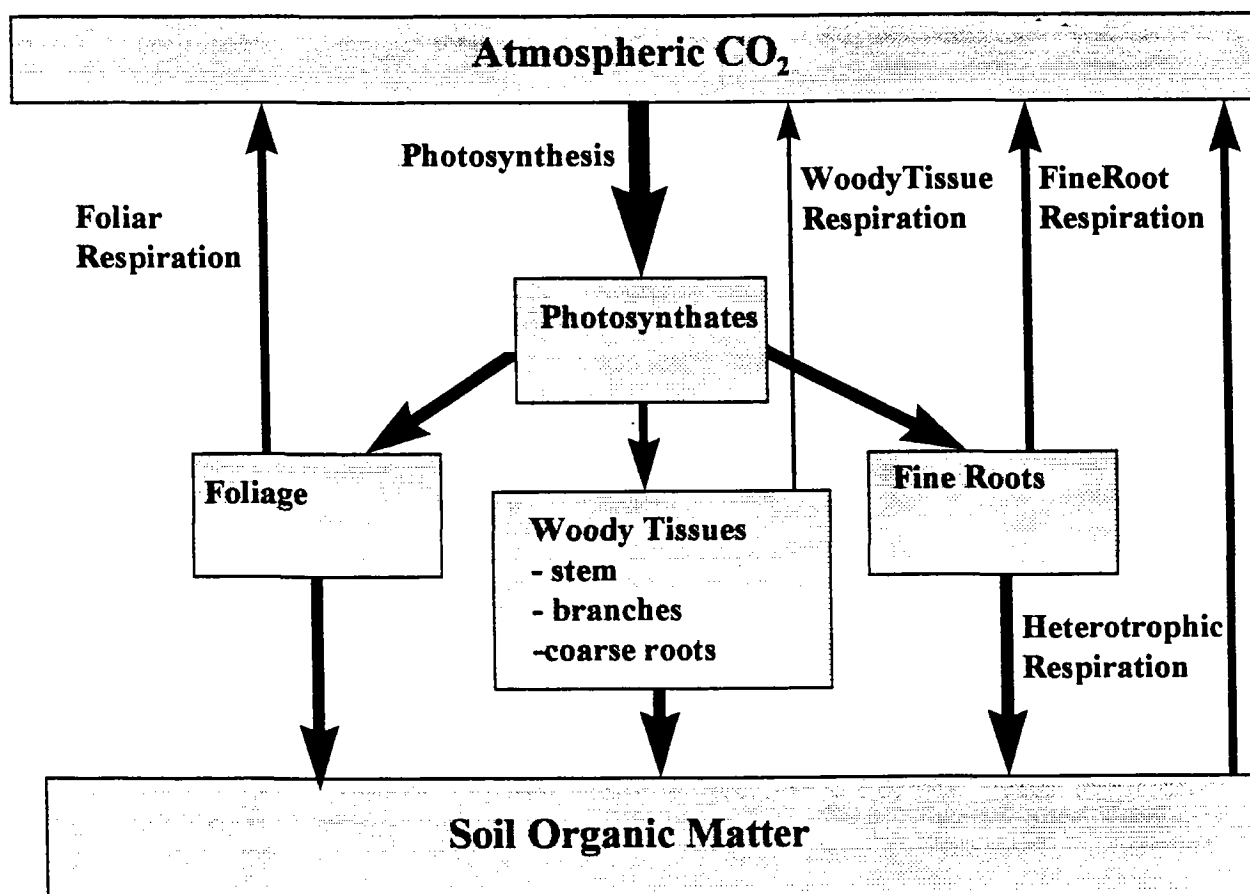 Atmospheric CO₂
Photosynthesis
WoodyTissue
Respiration
FineRoot
Respiration
Foliar
Respiration
Photosynthates
Foliage
Woody Tissues
- stem
- branches
-coarse roots
Fine Roots
Heterotrophic
Respiration
Soil Organic Matter